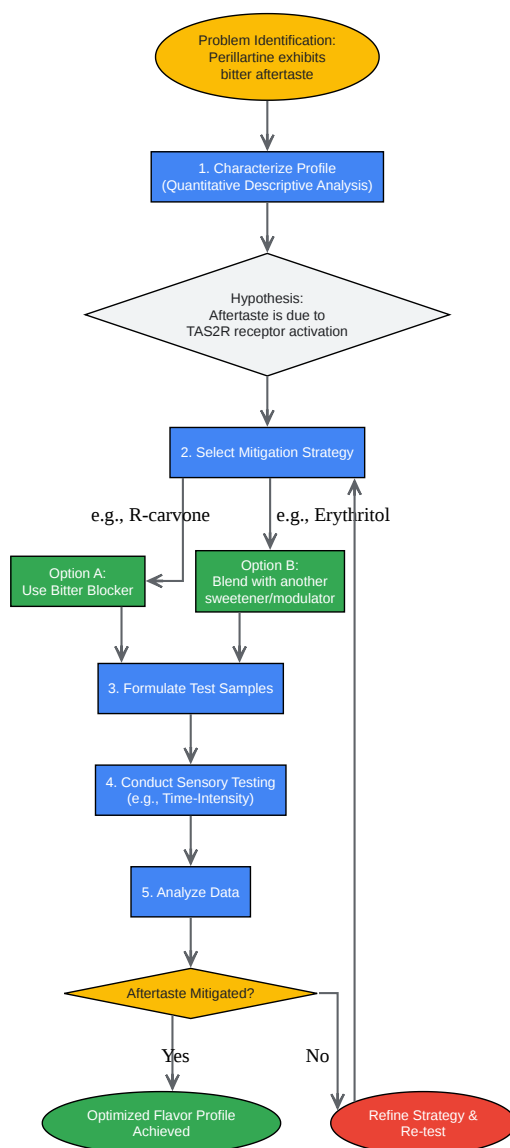 Problem Identification:
Perillartine exhibits
bitter aftertaste
1. Characterize Profile
(Quantitative Descriptive Analysis)
Hypothesis:
Aftertaste is due to
TAS2R receptor activation
2. Select Mitigation Strategy
e.g., R-carvone
e.g., Erythritol
Option A:
Use Bitter Blocker
Option B:
Blend with another
sweetener/modulator
3. Formulate Test Samples
4. Conduct Sensory Testing
(e.g., Time-Intensity)
5. Analyze Data
Aftertaste Mitigated?
Yes
No
Optimized Flavor Profile
Achieved
Refine Strategy &
Re-test